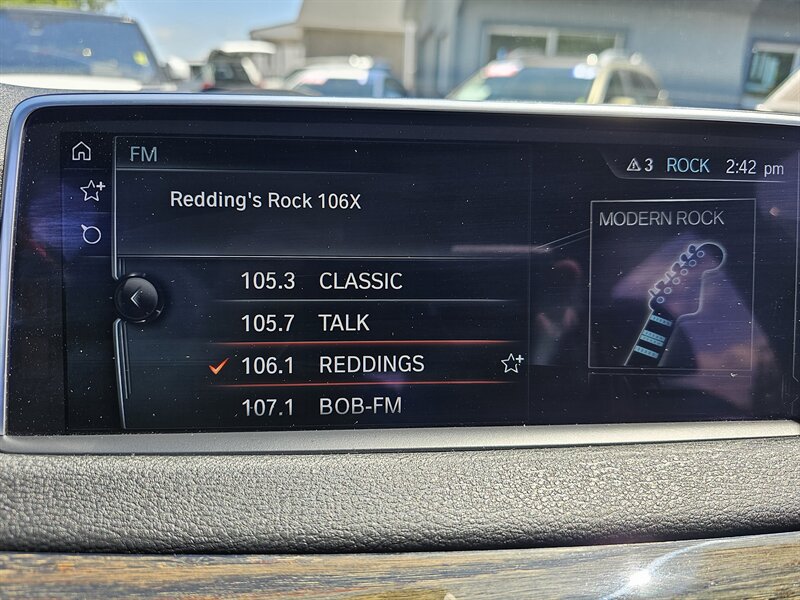 FM
3 ROCK 2:42 pm
Redding's Rock 106X
MODERN ROCK
105.3 CLASSIC
105.7 TALK
106.1 REDDINGS
107.1 BOB-FM